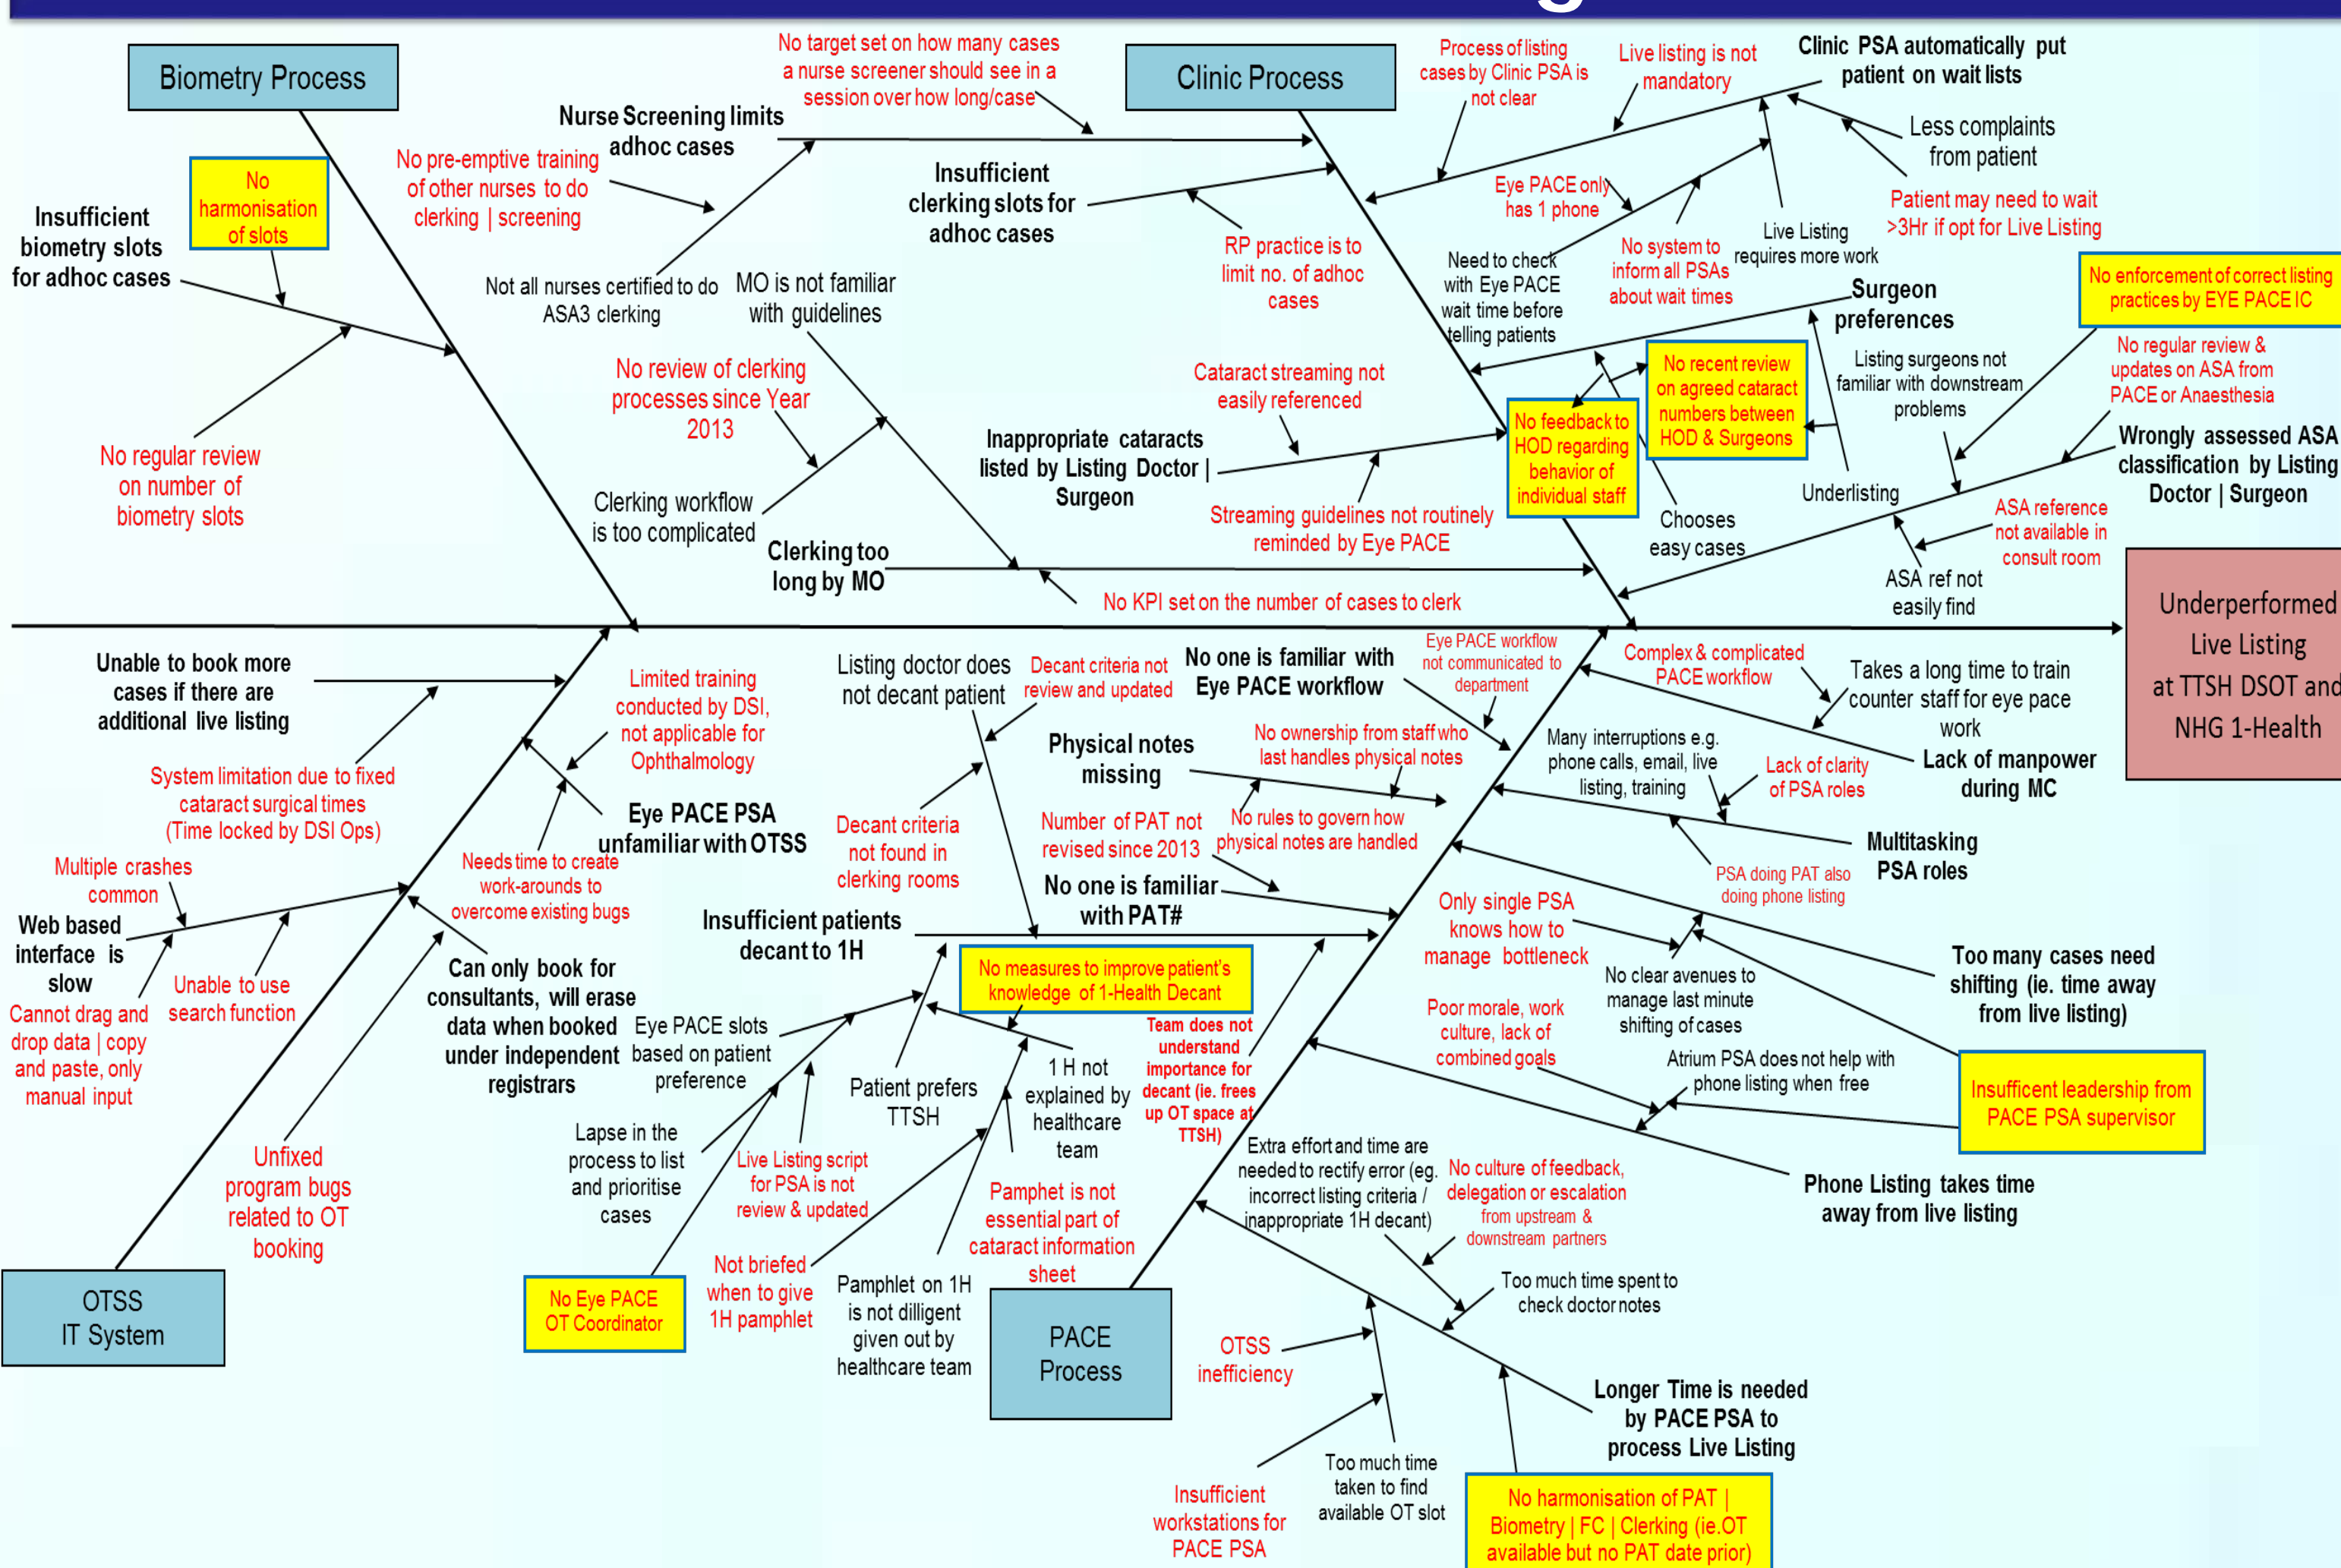 Biometry Process
No
harmonisation
of slots
Insufficient
biometry slots
for adhoc cases
No regular review
on number of
biometry slots
Nurse Screening limits
adhoc cases
No target set on how many cases
a nurse screener should see in a
session over how long/case
No pre-emptive training
of other nurses to do
clerking | screening
Not all nurses certified to do
ASA3 clerking
Clinic Process
Insufficient
clerking slots for
adhoc cases
RP practice is to
limit no. of adhoc
cases
MO is not familiar
with guidelines
No review of clerking
processes since Year
2013
Clerking workflow
is too complicated
Clerking too
long by MO
No KPI set on the number of cases to clerk
Cataract streaming not
easily referenced
Inappropriate cataracts
listed by Listing Doctor |
Surgeon
Streaming guidelines not routinely
reminded by Eye PACE
Process of listing
cases by Clinic PSA is
not clear
Live listing is not
mandatory
Clinic PSA automatically put
patient on wait lists
Less complaints
from patient
Patient may need to wait
>3Hr if opt for Live Listing
Eye PACE only
has 1 phone
No system to
inform all PSAs
about wait times
Live Listing
requires more work
Need to check
with Eye PACE
wait time before
telling patients
Surgeon
preferences
No feedback to
HOD regarding
behavior of
individual staff
No recent review
on agreed cataract
numbers between
HOD & Surgeons
Chooses
easy cases
Underlisting
Listing surgeons not
familiar with downstream
problems
No enforcement of correct listing
practices by EYE PACE IC
No regular review &
updates on ASA from
PACE or Anaesthesia
Wrongly assessed ASA
classification by Listing
Doctor | Surgeon
ASA reference
not available in
consult room
ASA ref not
easily find
Underperformed
Live Listing
at TTSH DSOT and
NHG 1-Health
Unable to book more
cases if there are
additional live listing
System limitation due to fixed
cataract surgical times
(Time locked by DSI Ops)
Limited training
conducted by DSI,
not applicable for
Ophthalmology
Eye PACE PSA
unfamiliar with OTSS
Needs time to create
work-arounds to
overcome existing bugs
Multiple crashes
common
Web based
interface is
slow
Cannot drag and
drop data | copy
and paste, only
manual input
Unable to use
search function
Can only book for
consultants, will erase
data when booked
under independent
registrars
Unfixed
program bugs
related to OT
booking
OTSS
IT System
Listing doctor does
not decant patient
Decant criteria not
review and updated
Decant criteria
not found in
clerking rooms
Insufficient patients
decant to 1H
No measures to improve patient's
knowledge of 1-Health Decant
Eye PACE slots
based on patient
preference
Lapse in the
process to list
and prioritise
cases
Live Listing script
for PSA is not
review & updated
No Eye PACE
OT Coordinator
Patient prefers
TTSH
1 H not
explained by
healthcare
team
Not briefed
when to give
1H pamphlet
Pamphlet on 1H
is not dilligent
given out by
healthcare team
Pamphet is not
essential part of
cataract information
sheet
Team does not
understand
importance for
decant (ie. frees
up OT space at
TTSH)
No one is familiar with
Eye PACE workflow
Eye PACE workflow
not communicated to
department
Physical notes
missing
No ownership from staff who
last handles physical notes
No rules to govern how
physical notes are handled
Number of PAT not
revised since 2013
No one is familiar
with PAT#
PACE
Process
Complex & complicated
PACE workflow
Takes a long time to train
counter staff for eye pace
work
Lack of manpower
during MC
Many interruptions e.g.
phone calls, email, live
listing, training
Lack of clarity
of PSA roles
Multitasking
PSA roles
PSA doing PAT also
doing phone listing
Only single PSA
knows how to
manage bottleneck
No clear avenues to
manage last minute
shifting of cases
Too many cases need
shifting (ie. time away
from live listing)
Poor morale, work
culture, lack of
combined goals
Atrium PSA does not help with
phone listing when free
Insufficent leadership from
PACE PSA supervisor
Phone Listing takes time
away from live listing
Extra effort and time are
needed to rectify error (eg.
incorrect listing criteria /
inappropriate 1H decant)
No culture of feedback,
delegation or escalation
from upstream &
downstream partners
Too much time spent to
check doctor notes
OTSS
inefficiency
Insufficient
workstations for
PACE PSA
Too much time
taken to find
available OT slot
Longer Time is needed
by PACE PSA to
process Live Listing
No harmonisation of PAT |
Biometry | FC | Clerking (ie.OT
available but no PAT date prior)